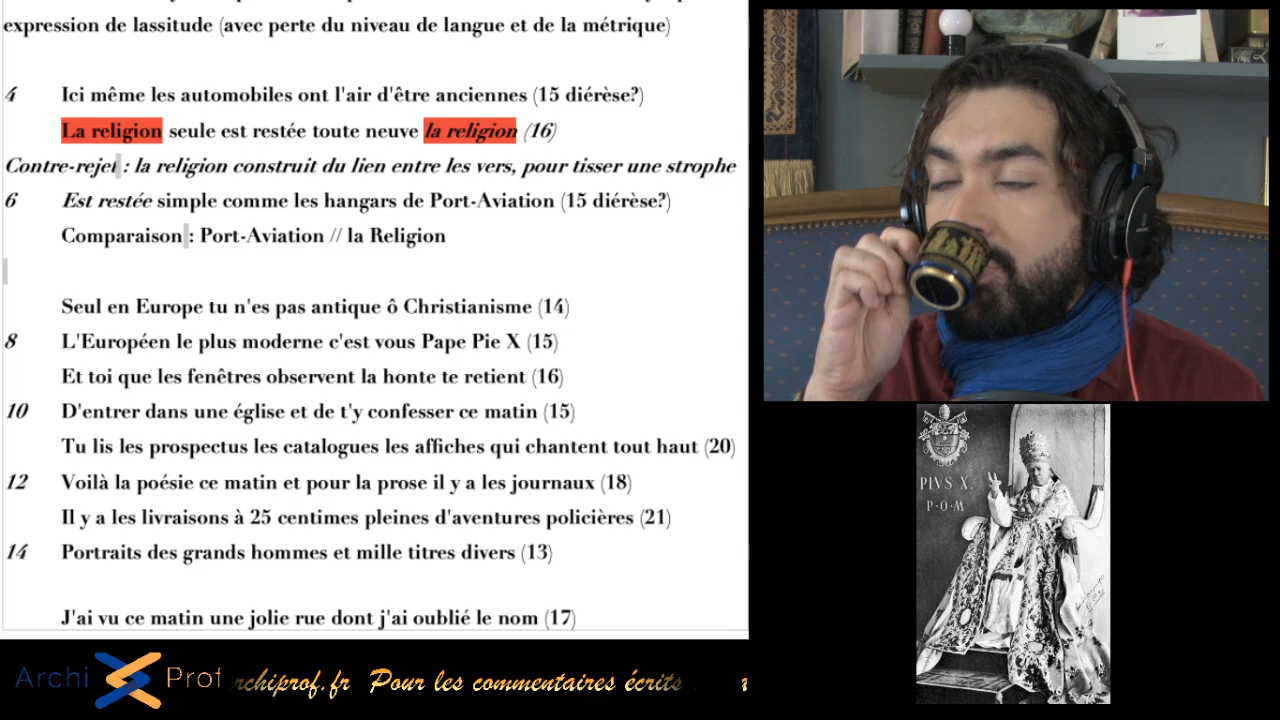 expression de lassitude (avec perte du niveau de langue et de la métrique)
4 Ici même les automobiles ont l'air d'être anciennes (15 diérèse?)
La religion seule est restée toute neuve la religion (16)
Contre-rejet : la religion construit du lien entre les vers, pour tisser une strophe
6 Est restée simple comme les hangars de Port-Aviation (15 diérèse?)
Comparaison : Port-Aviation // la Religion
Seul en Europe tu n'es pas antique ô Christianisme (14)
8 L'Européen le plus moderne c'est vous Pape Pie X (15)
Et toi que les fenêtres observent la honte te retient (16)
10 D'entrer dans une église et de t'y confesser ce matin (15)
Tu lis les prospectus les catalogues les affiches qui chantent tout haut (20)
12 Voilà la poésie ce matin et pour la prose il y a les journaux (18)
Il y a les livraisons à 25 centimes pleines d'aventures policières (21)
14 Portraits des grands hommes et mille titres divers (13)
J'ai vu ce matin une jolie rue dont j'ai oublié le nom (17)
PIVS X.
P·O·M
Archi Prof rchiprof.fr Pour les commentaires écrits